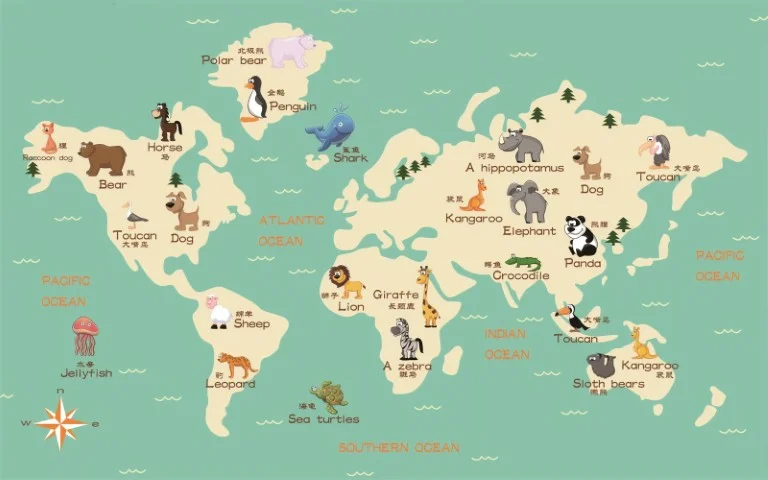 北极熊
Polar bear
企鹅
Penguin
鲨鱼
Shark
狸
Raccoon dog
熊
Bear
Horse
马
Toucan
大嘴鸟
狗
Dog
ATLANTIC
OCEAN
河马
A hippopotamus
狗
Dog
大嘴鸟
Toucan
袋鼠
Kangaroo
大象
Elephant
熊猫
Panda
鳄鱼
Crocodile
PACIFIC
OCEAN
PACIFIC
OCEAN
绵羊
Sheep
狮子
Lion
Giraffe
长颈鹿
A zebra
斑马
INDIAN
OCEAN
大嘴鸟
Toucan
Kangaroo
袋鼠
Sloth bears
懒熊
水母
Jellyfish
豹
Leopard
海龟
Sea turtles
n
w
e
s
SOUTHERN OCEAN